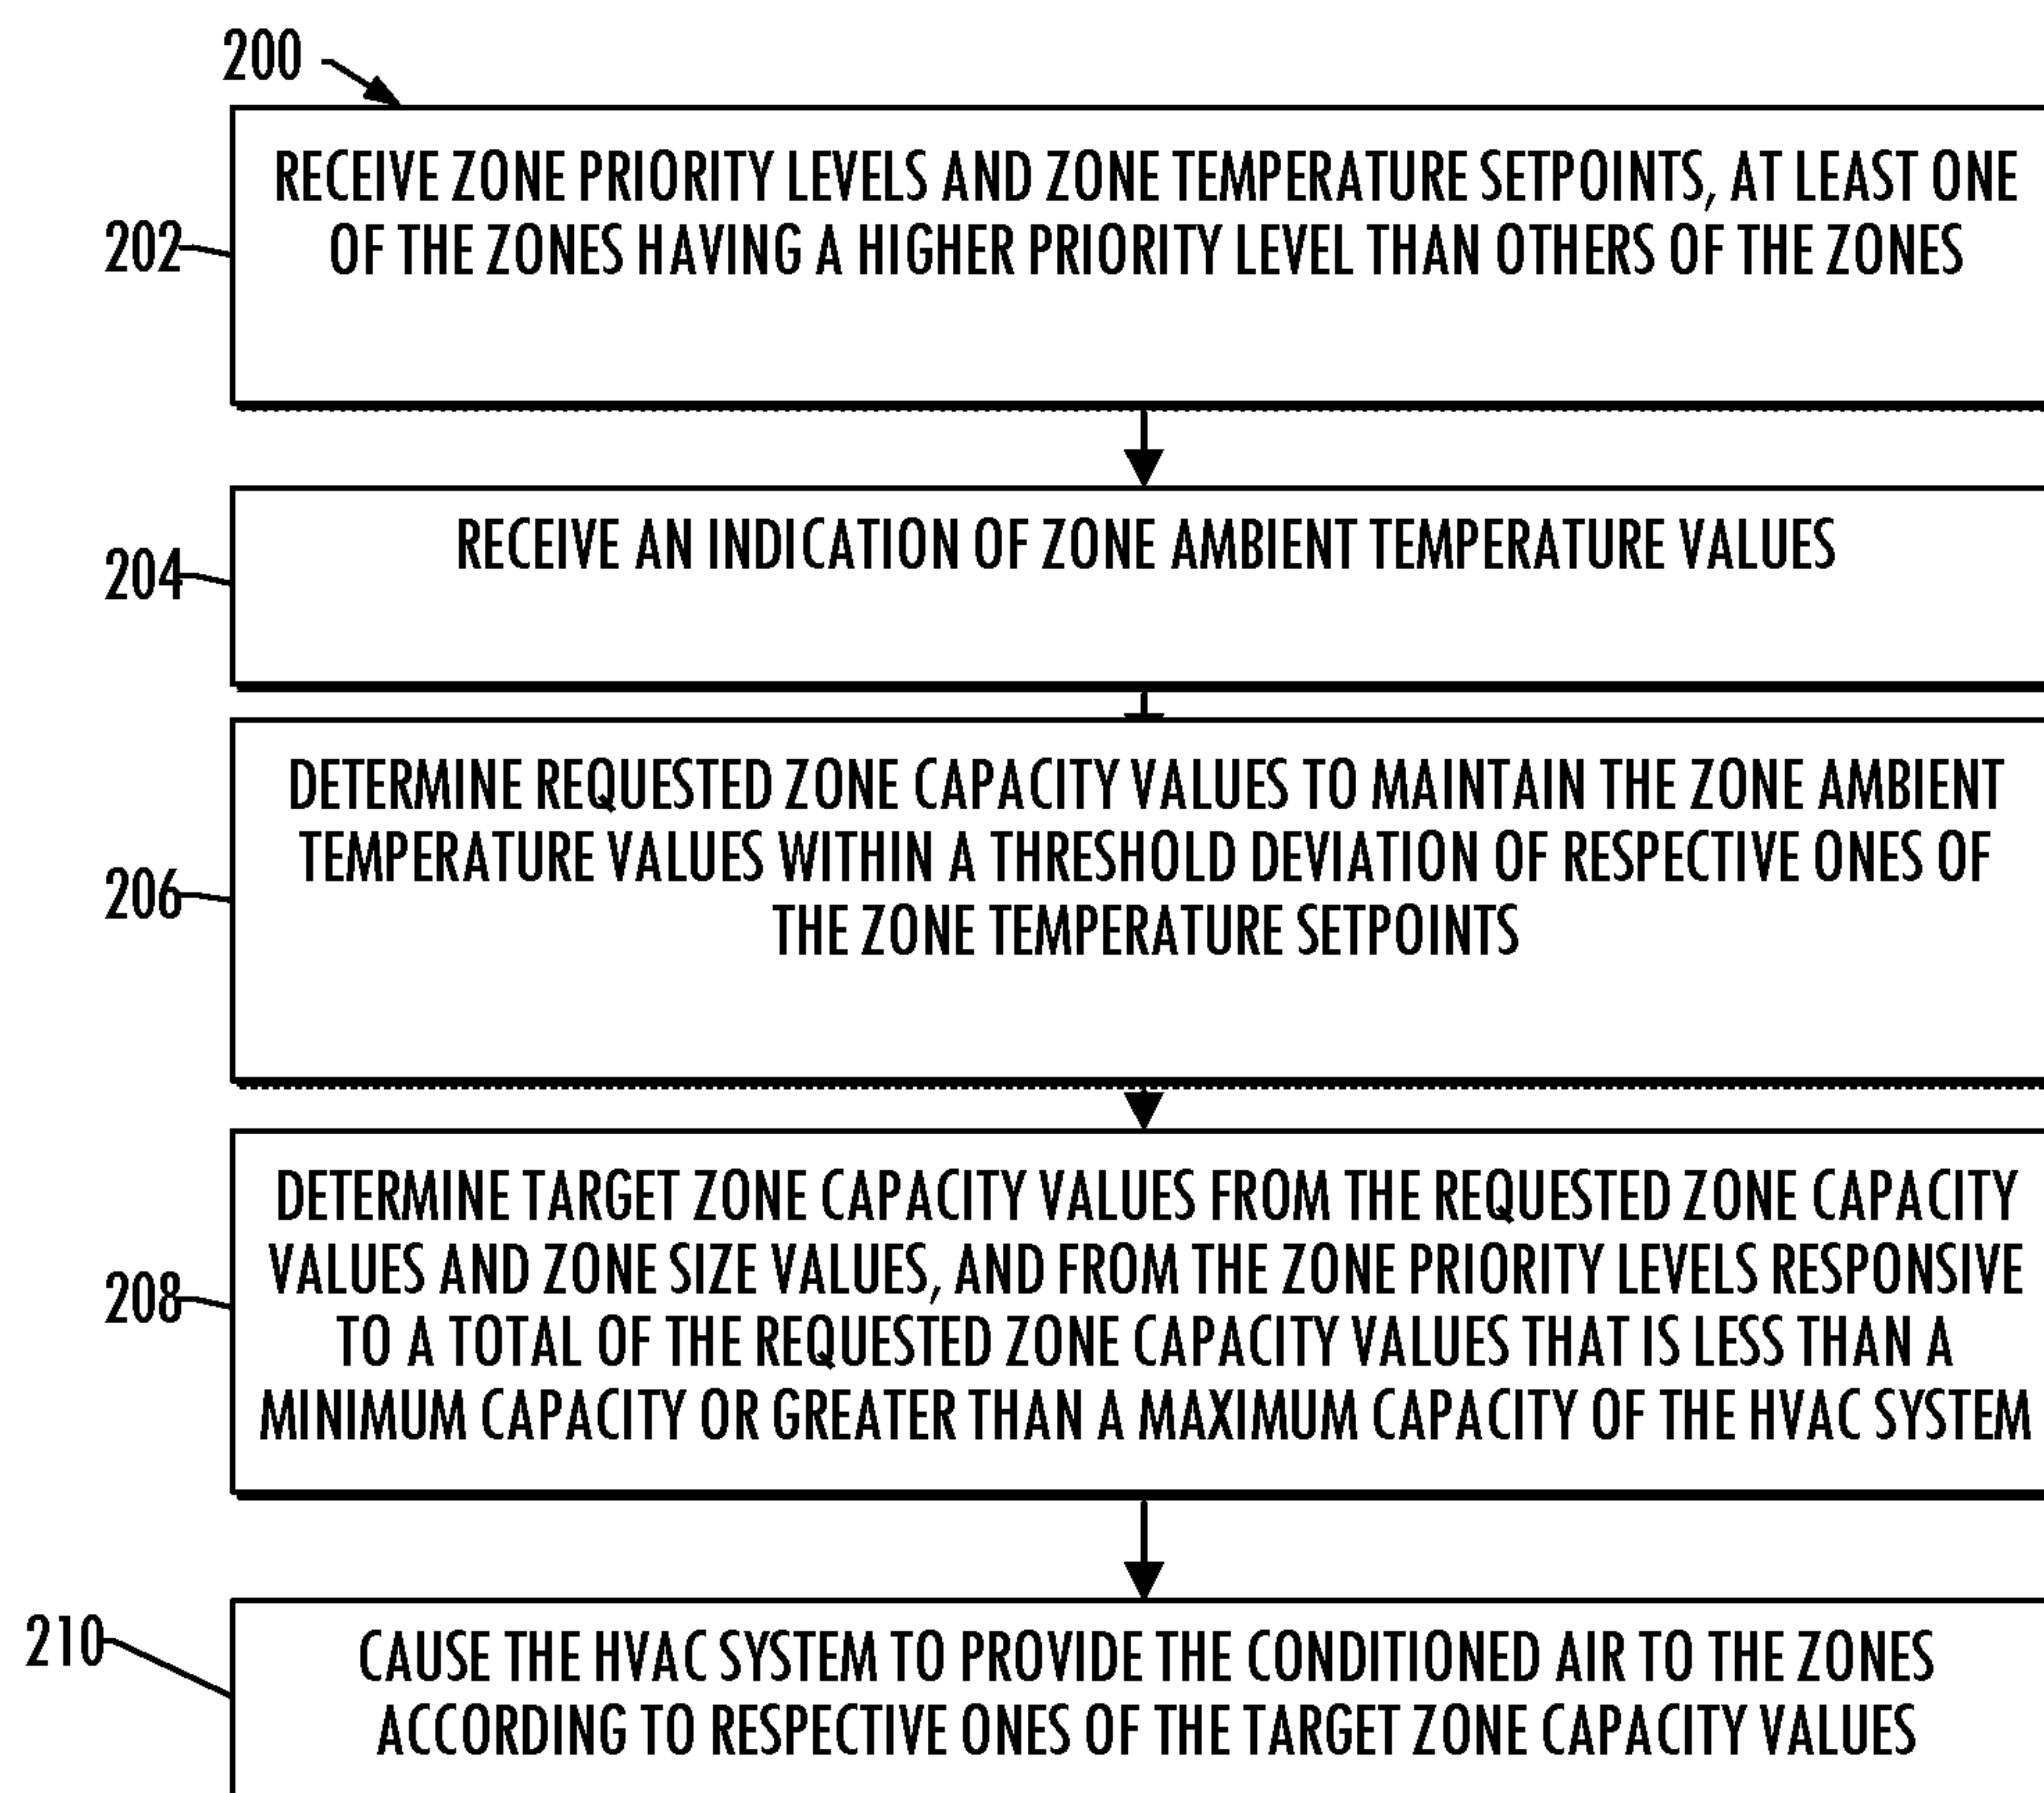 200
RECEIVE ZONE PRIORITY LEVELS AND ZONE TEMPERATURE SETPOINTS, AT LEAST ONE
OF THE ZONES HAVING A HIGHER PRIORITY LEVEL THAN OTHERS OF THE ZONES
202
RECEIVE AN INDICATION OF ZONE AMBIENT TEMPERATURE VALUES
204
DETERMINE REQUESTED ZONE CAPACITY VALUES TO MAINTAIN THE ZONE AMBIENT
TEMPERATURE VALUES WITHIN A THRESHOLD DEVIATION OF RESPECTIVE ONES OF
THE ZONE TEMPERATURE SETPOINTS
206
DETERMINE TARGET ZONE CAPACITY VALUES FROM THE REQUESTED ZONE CAPACITY
VALUES AND ZONE SIZE VALUES, AND FROM THE ZONE PRIORITY LEVELS RESPONSIVE
TO A TOTAL OF THE REQUESTED ZONE CAPACITY VALUES THAT IS LESS THAN A
MINIMUM CAPACITY OR GREATER THAN A MAXIMUM CAPACITY OF THE HVAC SYSTEM
208
CAUSE THE HVAC SYSTEM TO PROVIDE THE CONDITIONED AIR TO THE ZONES
ACCORDING TO RESPECTIVE ONES OF THE TARGET ZONE CAPACITY VALUES
210